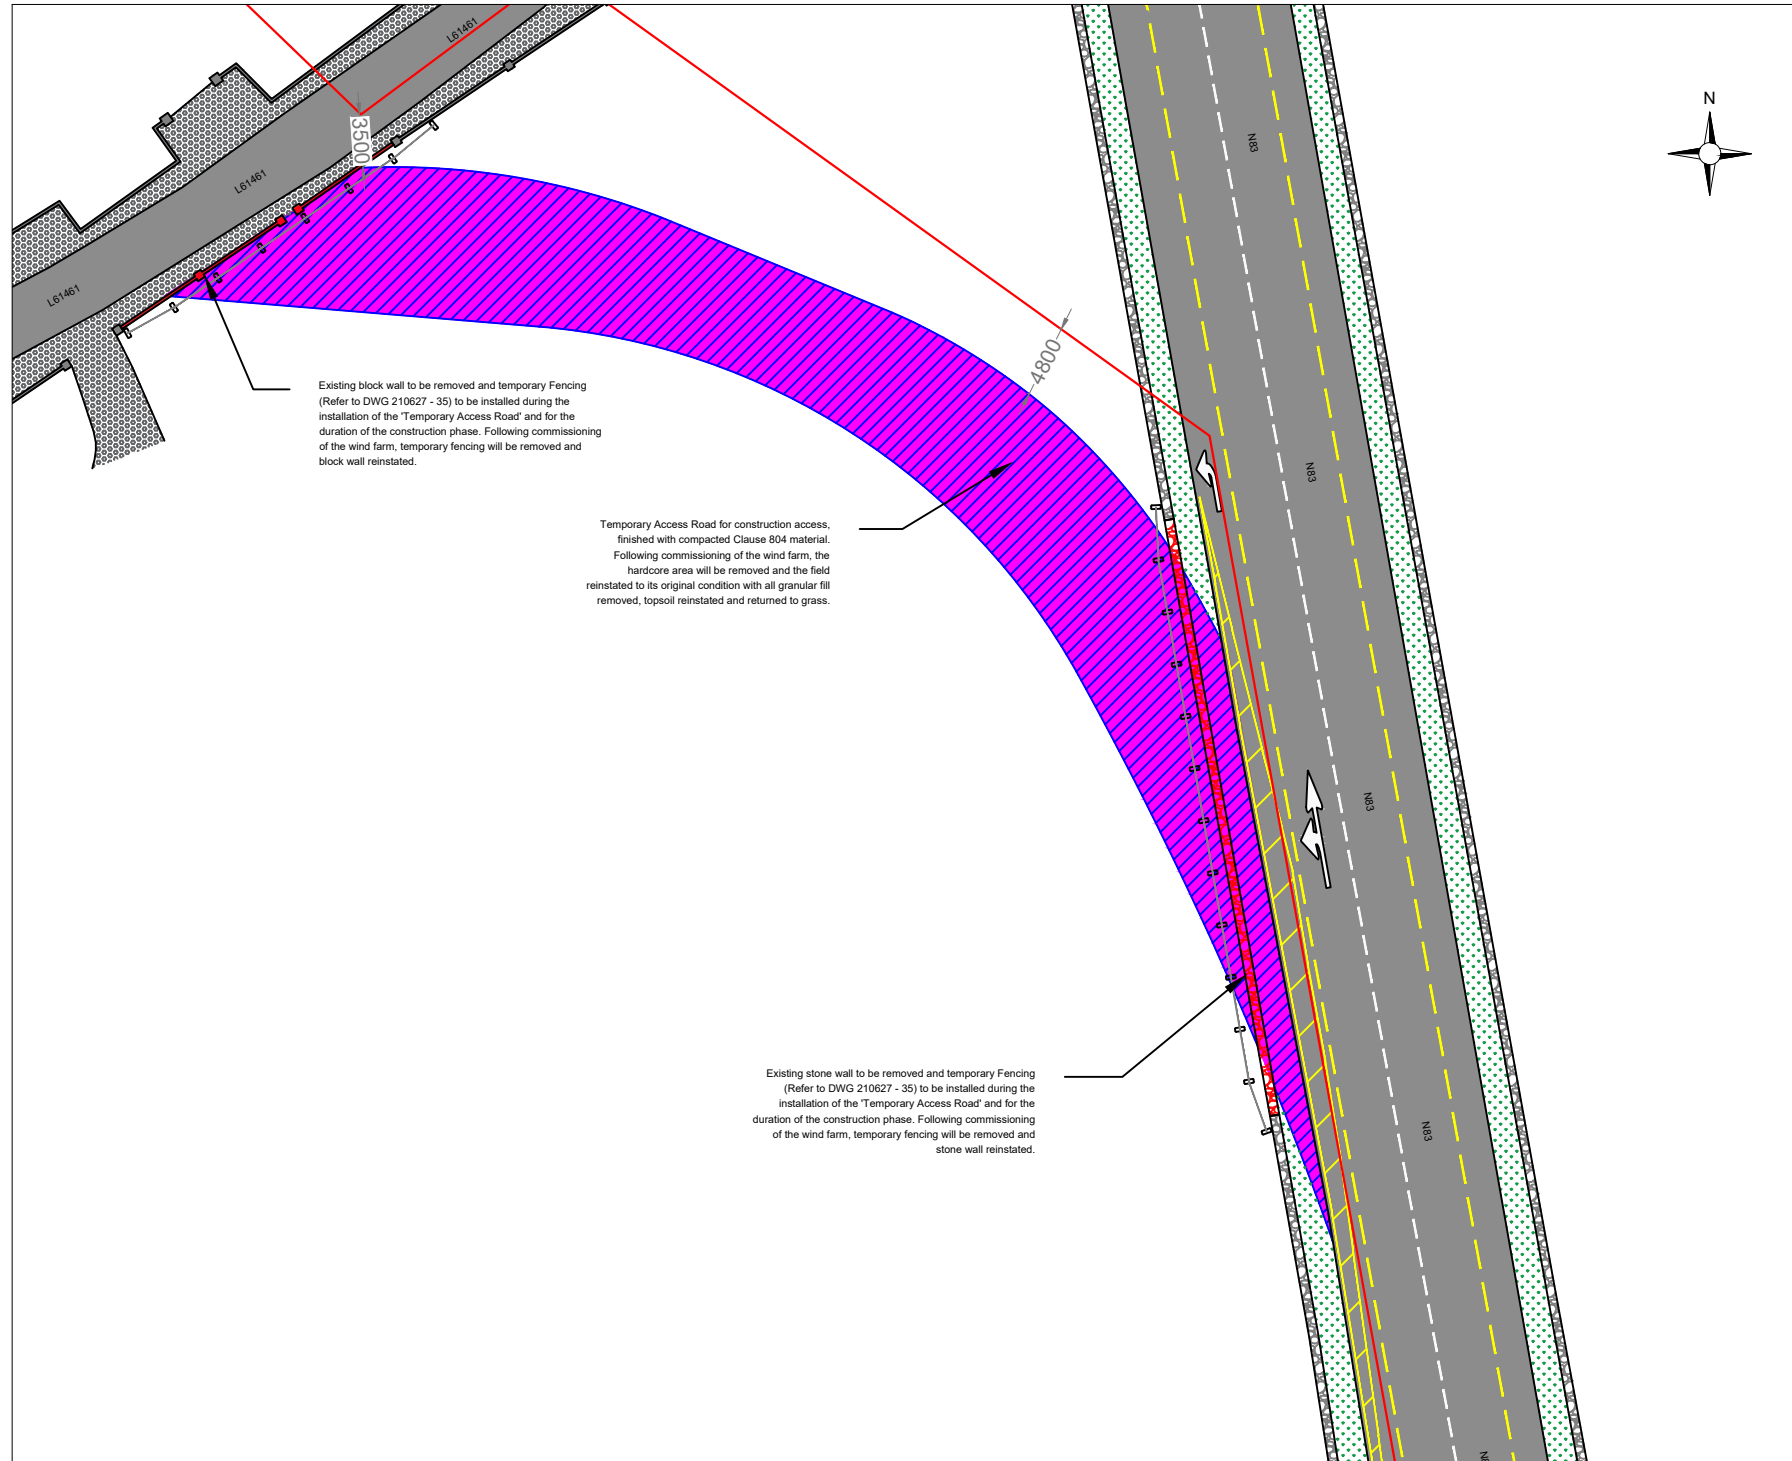 L61461
N
N83
3500
L61461
L61461
4800
Existing block wall to be removed and temporary Fencing
(Refer to DWG 210627 - 35) to be installed during the
installation of the 'Temporary Access Road' and for the
duration of the construction phase. Following commissioning
of the wind farm, temporary fencing will be removed and
block wall reinstated.
N83
Temporary Access Road for construction access,
finished with compacted Clause 804 material.
Following commissioning of the wind farm, the
hardcore area will be removed and the field
reinstated to its original condition with all granular fill
removed, topsoil reinstated and returned to grass.
N83
Existing stone wall to be removed and temporary Fencing
(Refer to DWG 210627 - 35) to be installed during the
installation of the 'Temporary Access Road' and for the
duration of the construction phase. Following commissioning
of the wind farm, temporary fencing will be removed and
stone wall reinstated.
N83